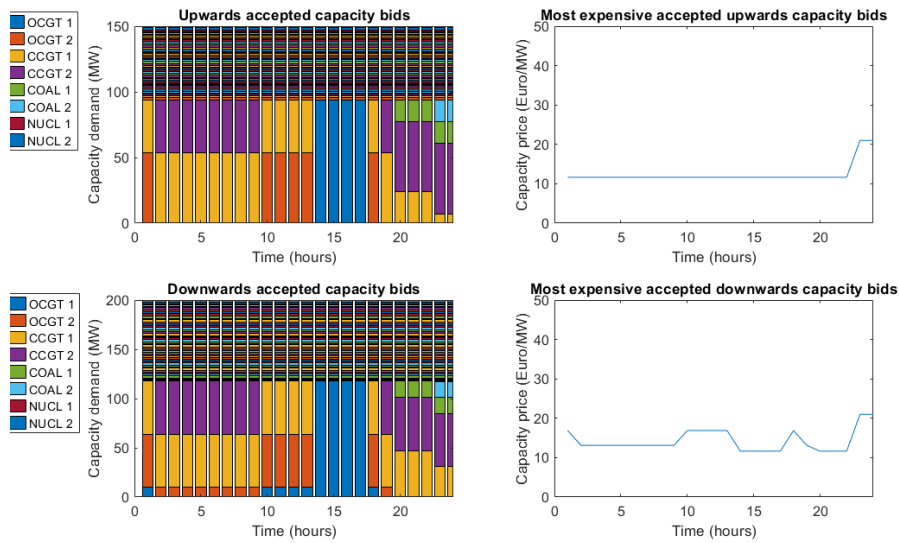 Upwards accepted capacity bids
OCGT 1
OCGT 2
CCGT 1
CCGT 2
COAL 1
COAL 2
NUCL 1
NUCL 2
Capacity demand (MW)
150
100
50
0
0 5 10 15 20
Time (hours)
Most expensive accepted upwards capacity bids
Capacity price (Euro/MW)
50
40
30
20
10
0
0 10 20
Time (hours)
Downwards accepted capacity bids
OCGT 1
OCGT 2
CCGT 1
CCGT 2
COAL 1
COAL 2
NUCL 1
NUCL 2
Capacity demand (MW)
200
150
100
50
0
0 5 10 15 20
Time (hours)
Most expensive accepted downwards capacity bids
Capacity price (Euro/MW)
50
40
30
20
10
0
0 10 20
Time (hours)